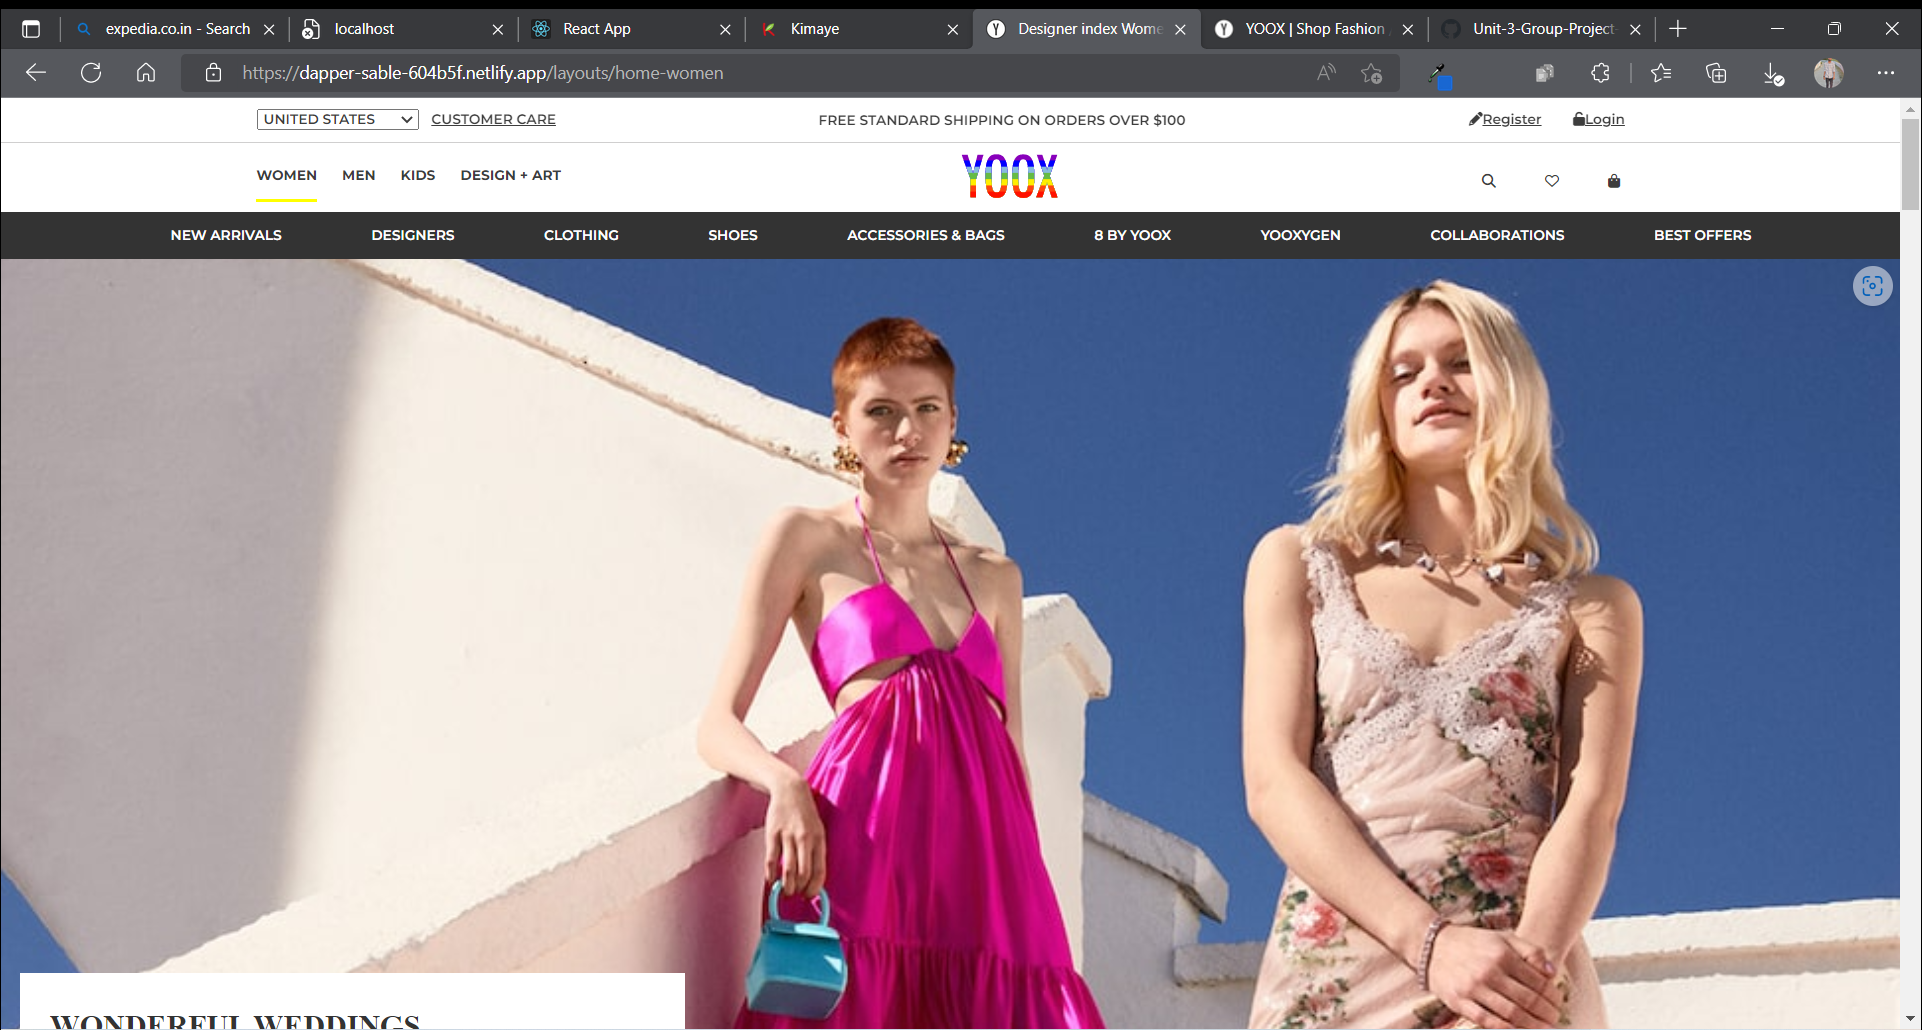 expedia.co.in - Search
localhost
React App
Kimaye
Designer index Wome
YOOX | Shop Fashion
Unit-3-Group-Project-
https://dapper-sable-604b5f.netlify.app/layouts/home-women
UNITED STATES CUSTOMER CARE FREE STANDARD SHIPPING ON ORDERS OVER $100 Register Login
WOMEN MEN KIDS DESIGN + ART YOOX
NEW ARRIVALS DESIGNERS CLOTHING SHOES ACCESSORIES & BAGS 8 BY YOOX YOOXYGEN COLLABORATIONS BEST OFFERS
WONDERFUL WEDDINGS